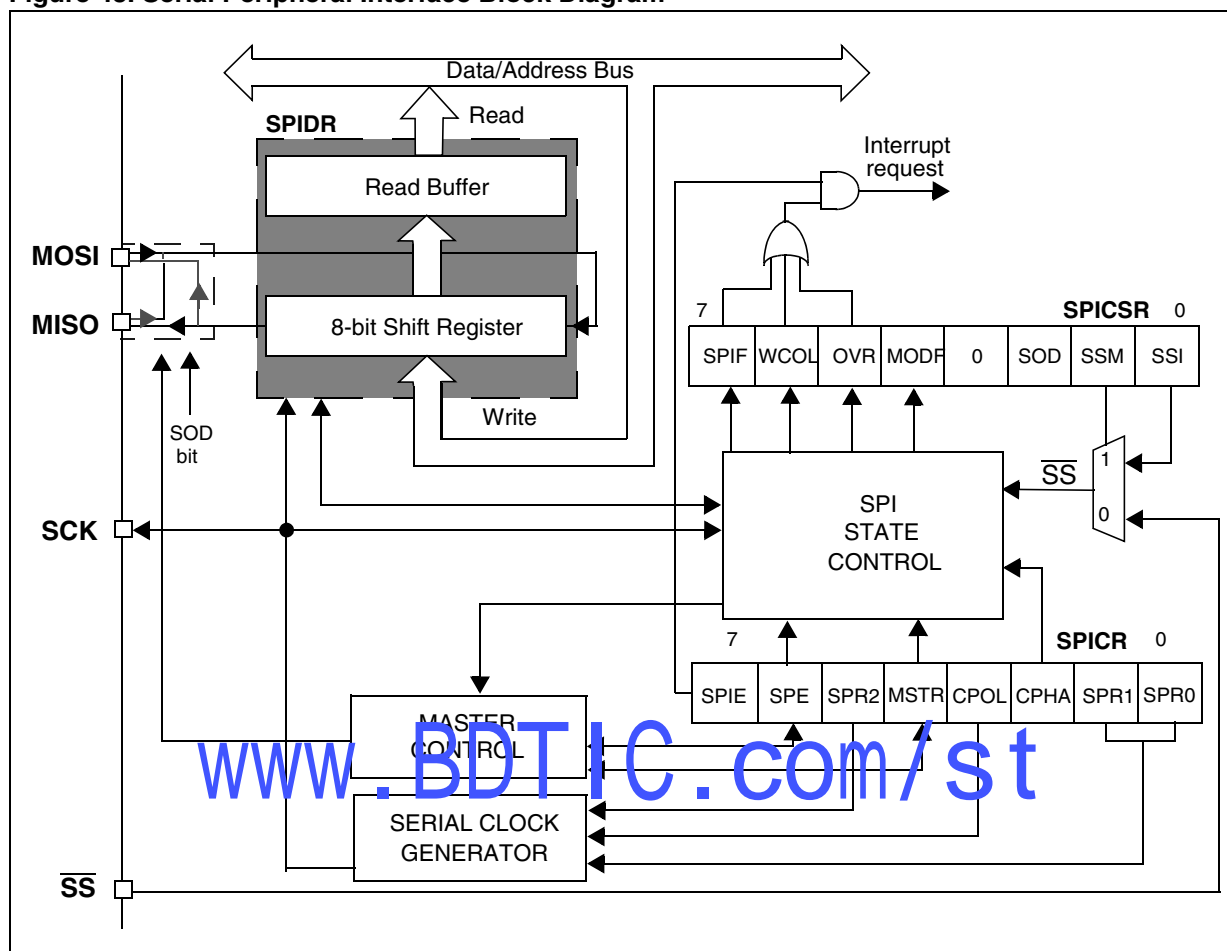 Figure 48. Serial Peripheral Interface Block Diagram
Data/Address Bus
Read
SPIDR
Read Buffer
Interrupt
request
MOSI
MISO
8-bit Shift Register
Write
SOD
bit
7 SPICSR 0
SPIF WCOL OVR MODF 0 SOD SSM SSI
SS
1
0
SCK
SPI
STATE
CONTROL
7 SPICR 0
SPIE SPE SPR2 MSTR CPOL CPHA SPR1 SPR0
MASTER
CONTROL
www.BDTIC.com/st
SERIAL CLOCK
GENERATOR
SS